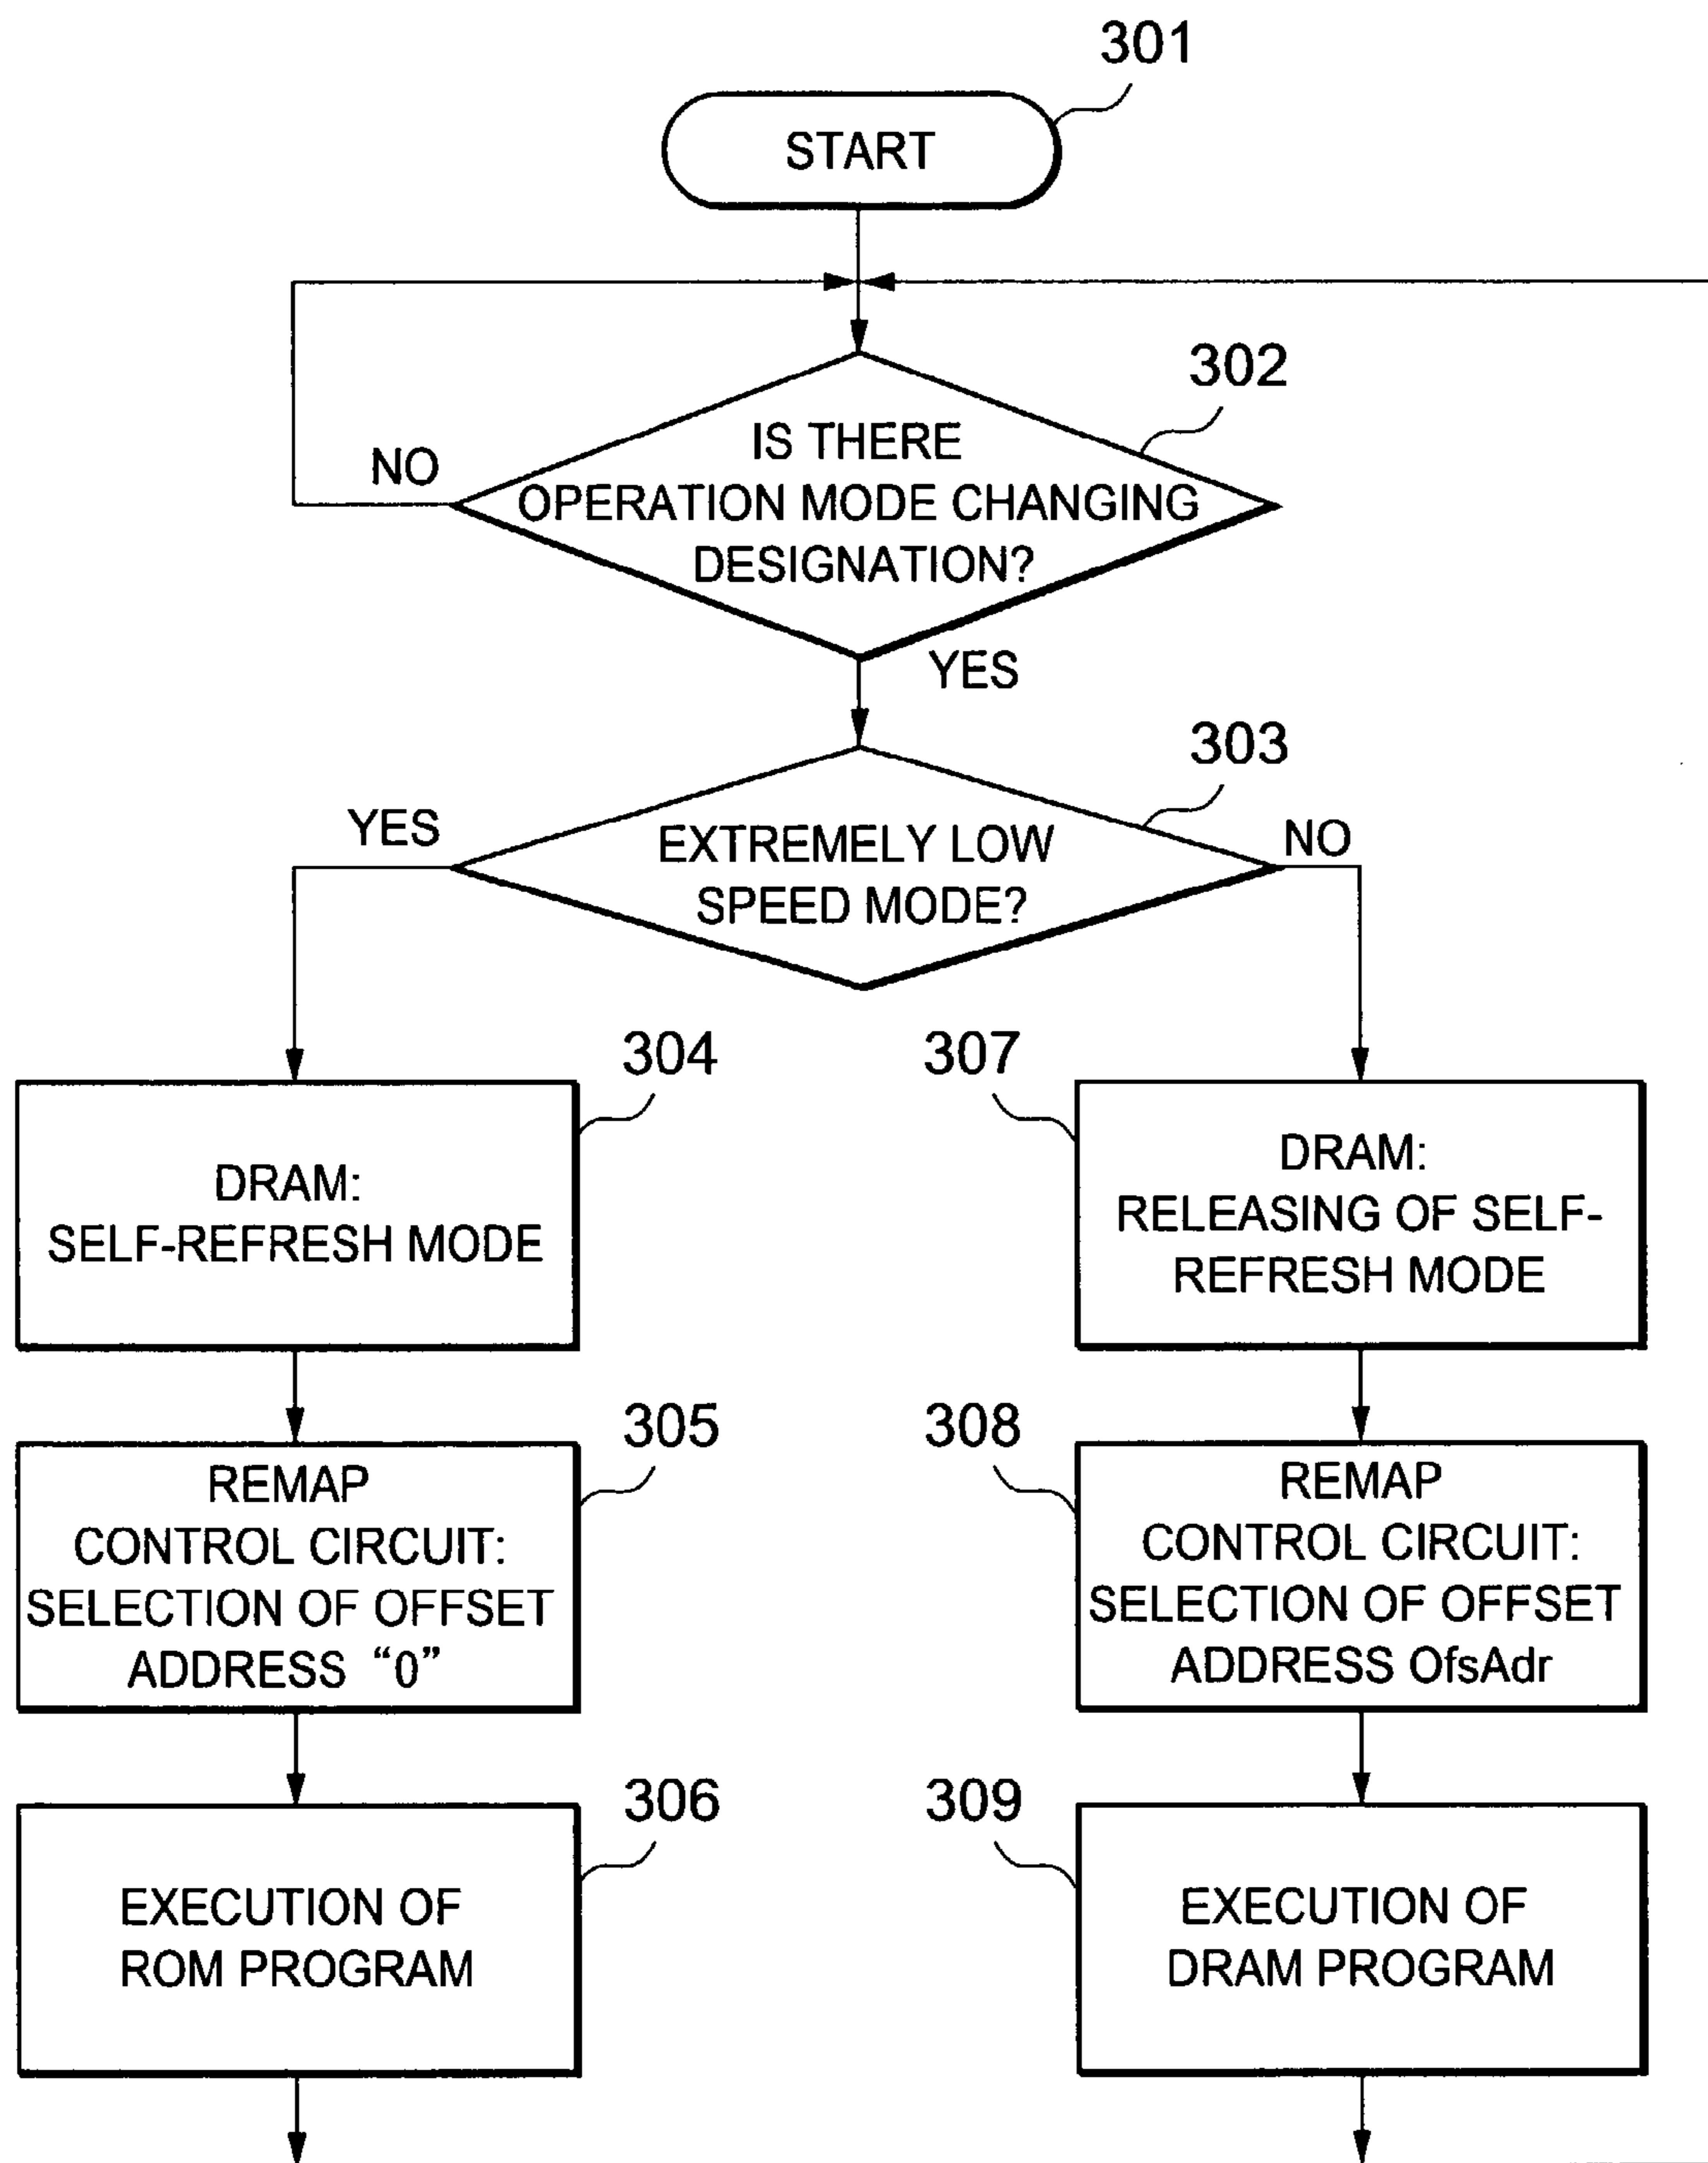 301
START
302
IS THERE
OPERATION MODE CHANGING
DESIGNATION?
NO
YES
303
EXTREMELY LOW
SPEED MODE?
YES
NO
304
DRAM:
SELF-REFRESH MODE
307
DRAM:
RELEASING OF SELF-
REFRESH MODE
305
REMAP
CONTROL CIRCUIT:
SELECTION OF OFFSET
ADDRESS “0”
308
REMAP
CONTROL CIRCUIT:
SELECTION OF OFFSET
ADDRESS OfsAdr
306
EXECUTION OF
ROM PROGRAM
309
EXECUTION OF
DRAM PROGRAM